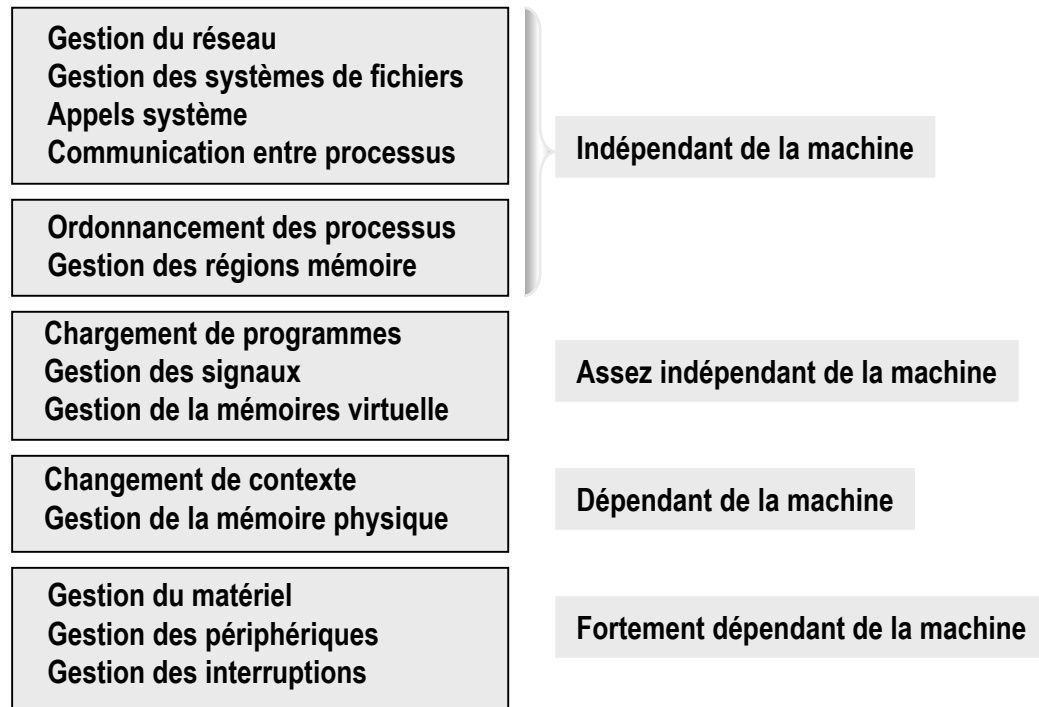 Gestion du réseau
Gestion des systèmes de fichiers
Appels système
Communication entre processus
Indépendant de la machine
Ordonnancement des processus
Gestion des régions mémoire
Chargement de programmes
Gestion des signaux
Gestion de la mémoires virtuelle
Assez indépendant de la machine
Changement de contexte
Gestion de la mémoire physique
Dépendant de la machine
Gestion du matériel
Gestion des périphériques
Gestion des interruptions
Fortement dépendant de la machine